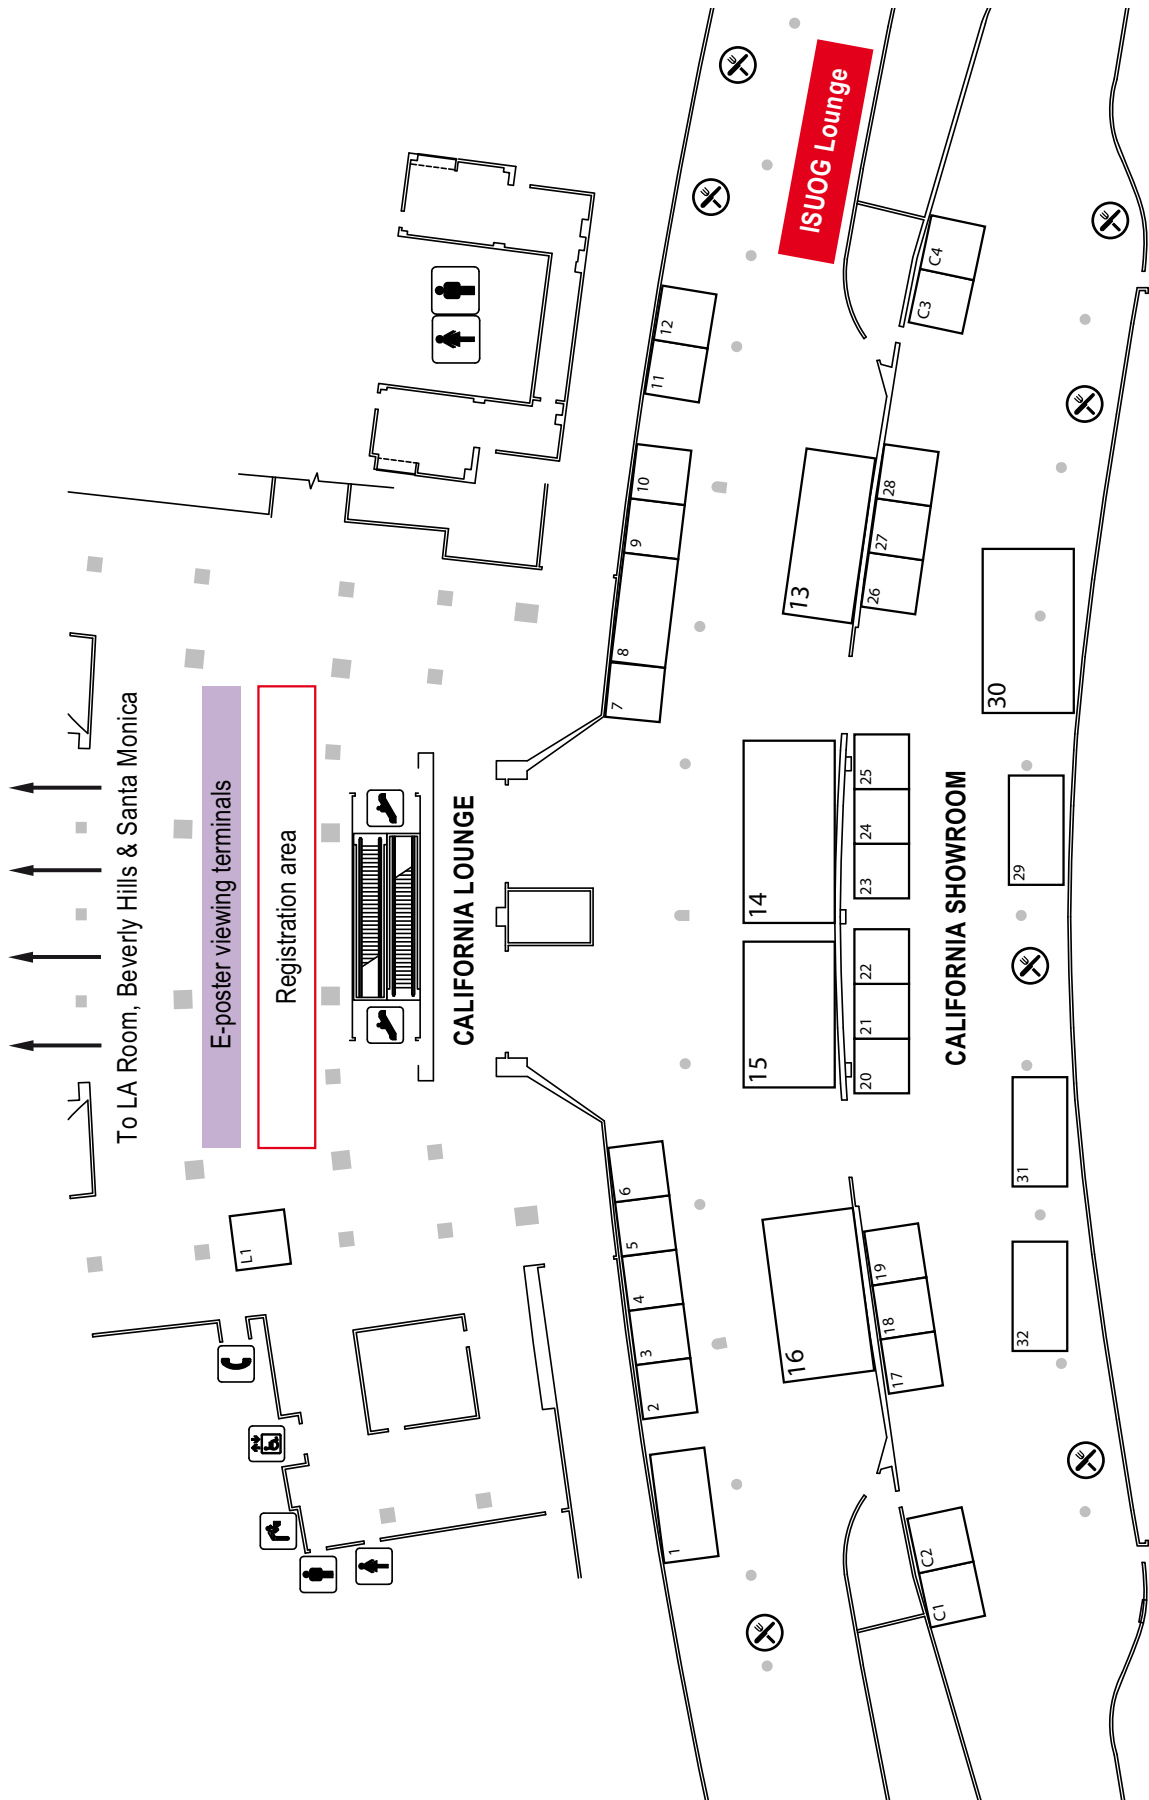 To LA Room, Beverly Hills & Santa Monica
E-poster viewing terminals
Registration area
CALIFORNIA LOUNGE
L1
ISUOG Lounge
1
2
3
4
5
6
7
8
9
10
11
12
13
14
15
16
17
18
19
20
21
22
23
24
25
26
27
28
C1
C2
C3
C4
CALIFORNIA SHOWROOM
29
30
31
32